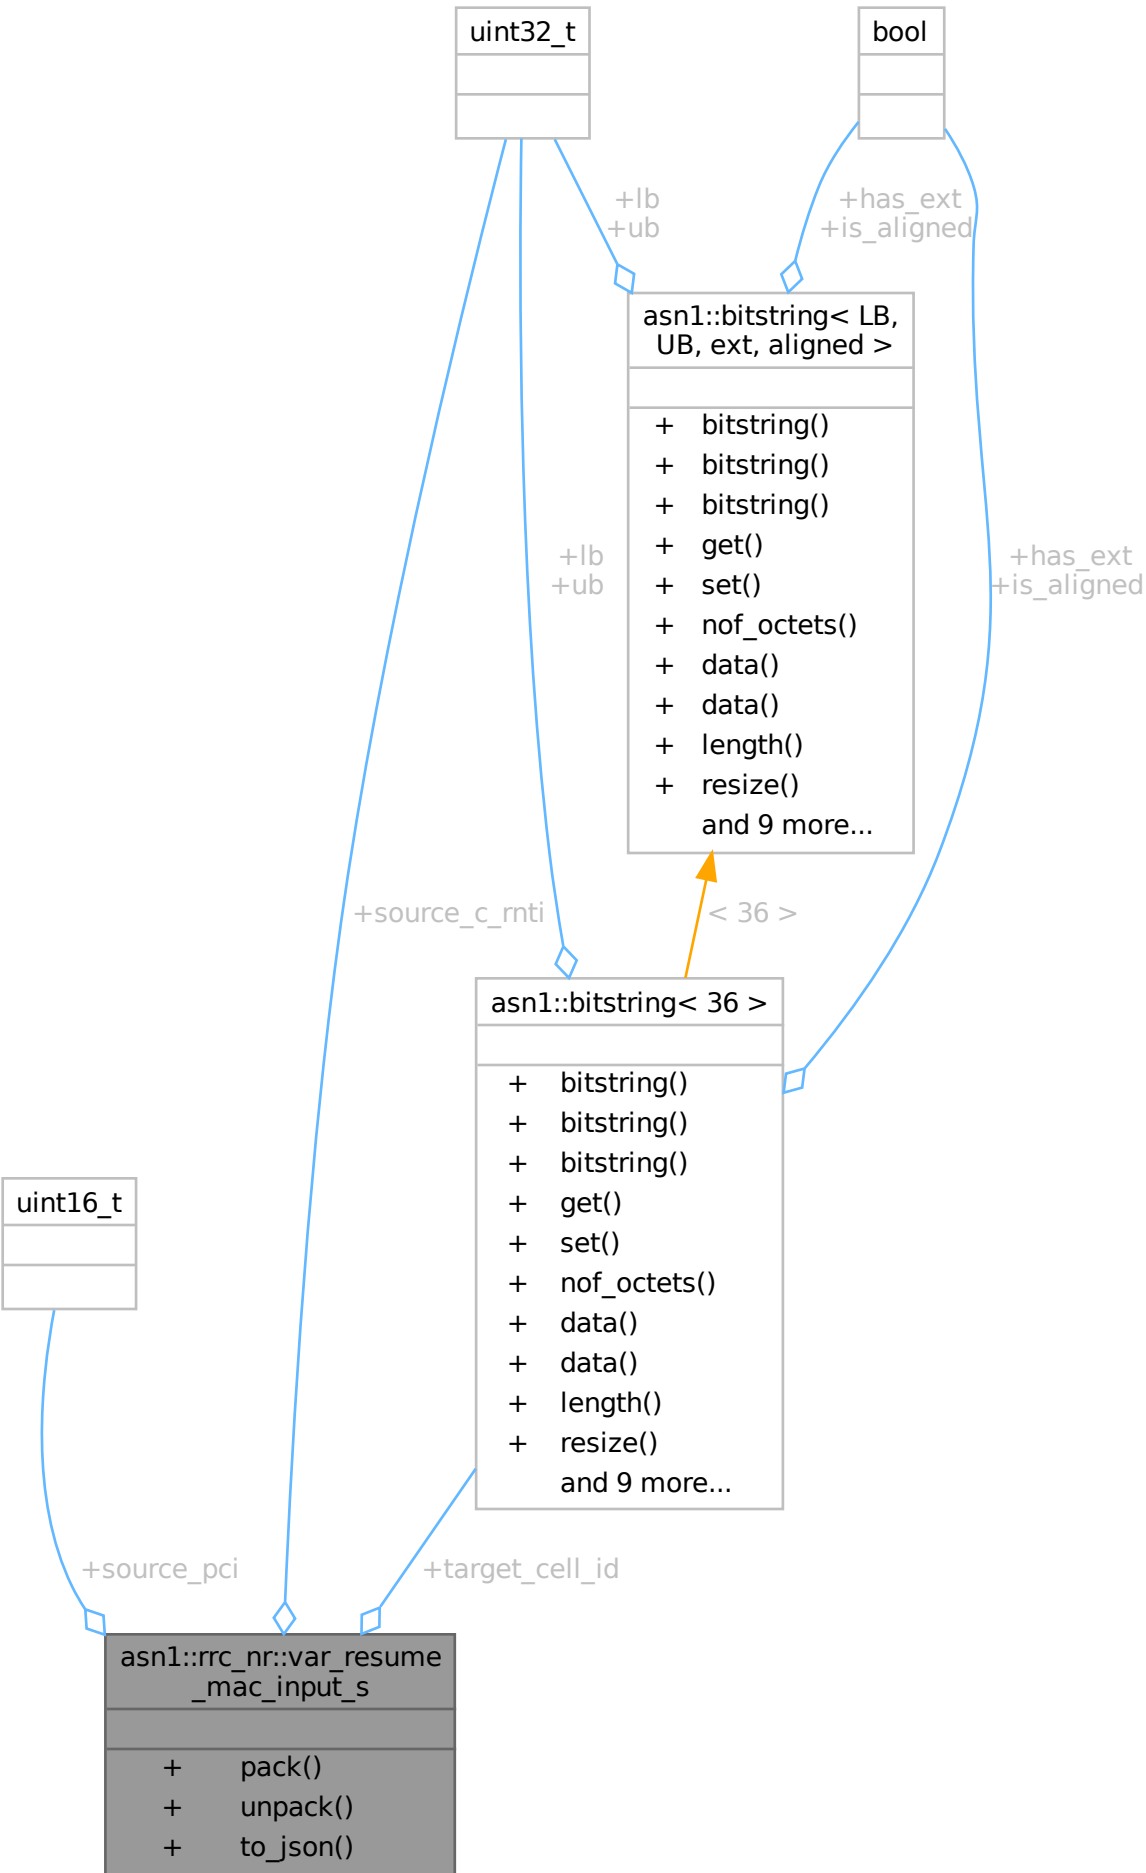 uint32_t
bool
+lb
+ub
+has_ext
+is_aligned
asn1::bitstring< LB,
UB, ext, aligned >
+ bitstring()
+ bitstring()
+ bitstring()
+ get()
+ set()
+ nof_octets()
+ data()
+ data()
+ length()
+ resize()
and 9 more...
+lb
+ub
+has_ext
+is_aligned
+source_c_rnti
< 36 >
asn1::bitstring< 36 >
+ bitstring()
+ bitstring()
+ bitstring()
+ get()
+ set()
+ nof_octets()
+ data()
+ data()
+ length()
+ resize()
and 9 more...
uint16_t
+source_pci
+target_cell_id
asn1::rrc_nr::var_resume
_mac_input_s
+ pack()
+ unpack()
+ to_json()